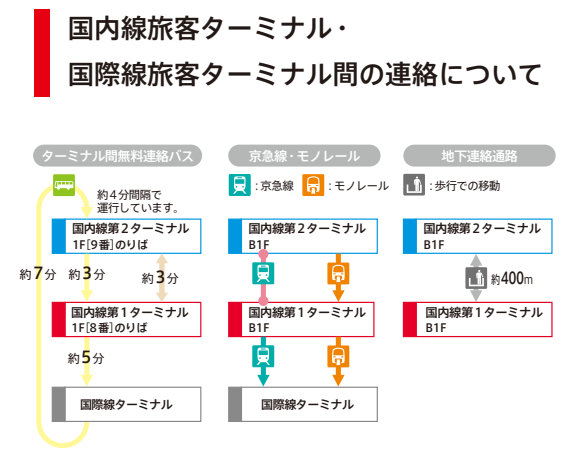 国内線旅客ターミナル・
国際線旅客ターミナル間の連絡について
ターミナル間無料連絡バス
約4分間隔で
運行しています。
国内線第2ターミナル
1F[9番]のりば
約7分
約3分
約3分
国内線第1ターミナル
1F[8番]のりば
約5分
国際線ターミナル
京急線・モノレール
:京急線
:モノレール
国内線第2ターミナル
B1F
国内線第1ターミナル
B1F
国際線ターミナル
地下連絡通路
:歩行での移動
国内線第2ターミナル
B1F
約400m
国内線第1ターミナル
B1F